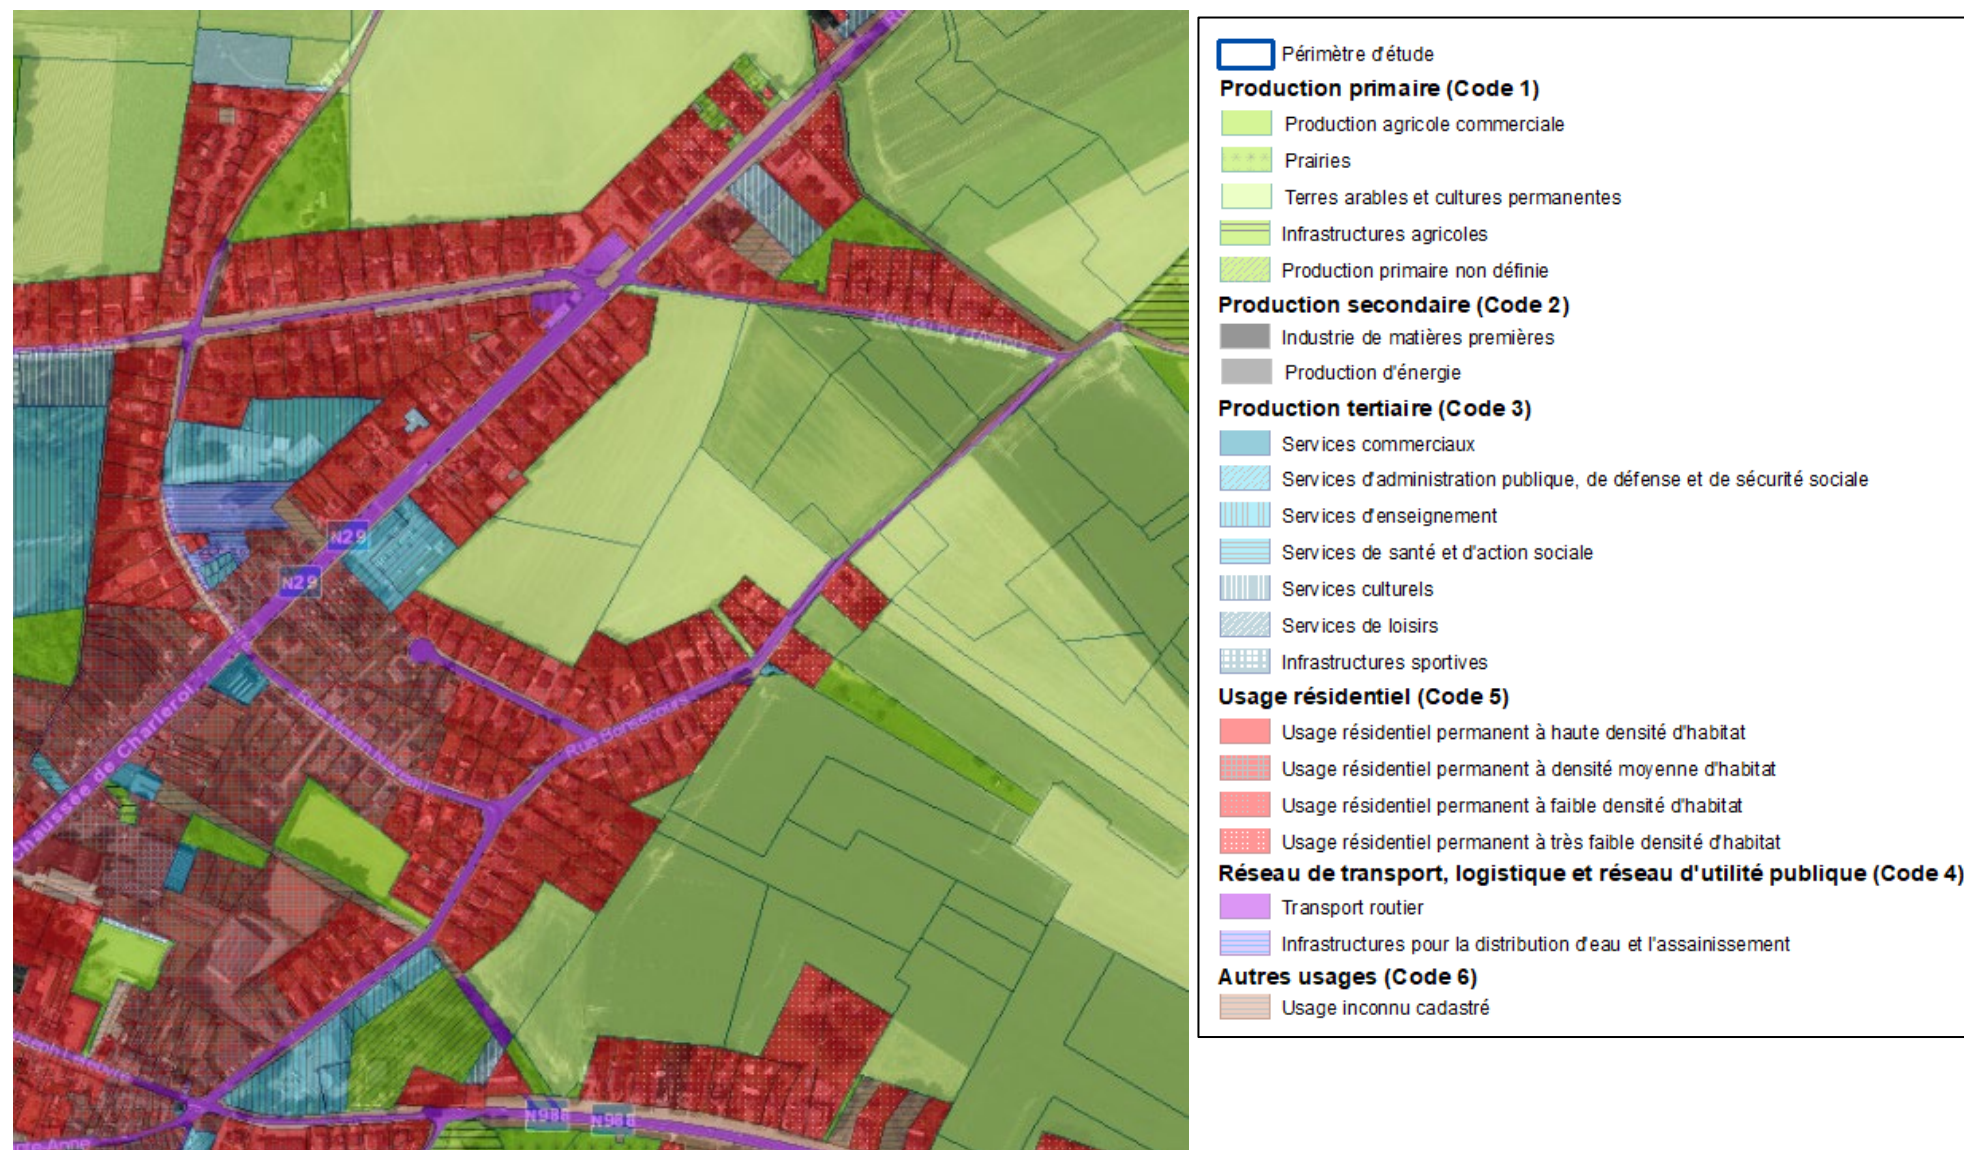 N29
N29
Chaussée de Charleroi
Rue Bonsecours
N988
N988
Périmètre d'étude
Production primaire (Code 1)
Production agricole commerciale
Prairies
Terres arables et cultures permanentes
Infrastructures agricoles
Production primaire non définie
Production secondaire (Code 2)
Industrie de matières premières
Production d'énergie
Production tertiaire (Code 3)
Services commerciaux
Services d'administration publique, de défense et de sécurité sociale
Services d'enseignement
Services de santé et d'action sociale
Services culturels
Services de loisirs
Infrastructures sportives
Usage résidentiel (Code 5)
Usage résidentiel permanent à haute densité d'habitat
Usage résidentiel permanent à densité moyenne d'habitat
Usage résidentiel permanent à faible densité d'habitat
Usage résidentiel permanent à très faible densité d'habitat
Réseau de transport, logistique et réseau d'utilité publique (Code 4)
Transport routier
Infrastructures pour la distribution d'eau et l'assainissement
Autres usages (Code 6)
Usage inconnu cadastré